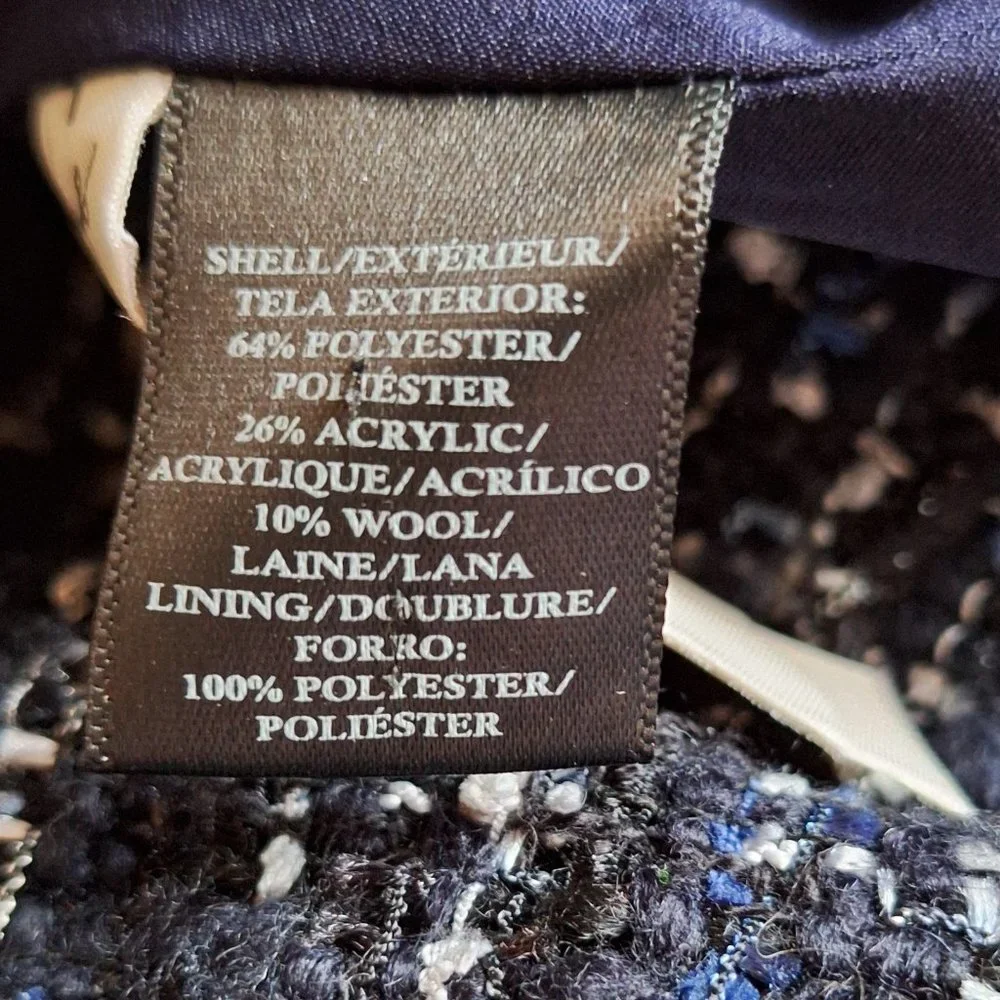 SHELL/EXTÉRIEUR/
TELA EXTERIOR:
64% POLYESTER/
POLIÉSTER
26% ACRYLIC/
ACRYLIQUE/ACRÍLICO
10% WOOL/
LAINE/LANA
LINING/DOUBLURE/
FORRO:
100% POLYESTER/
POLIÉSTER